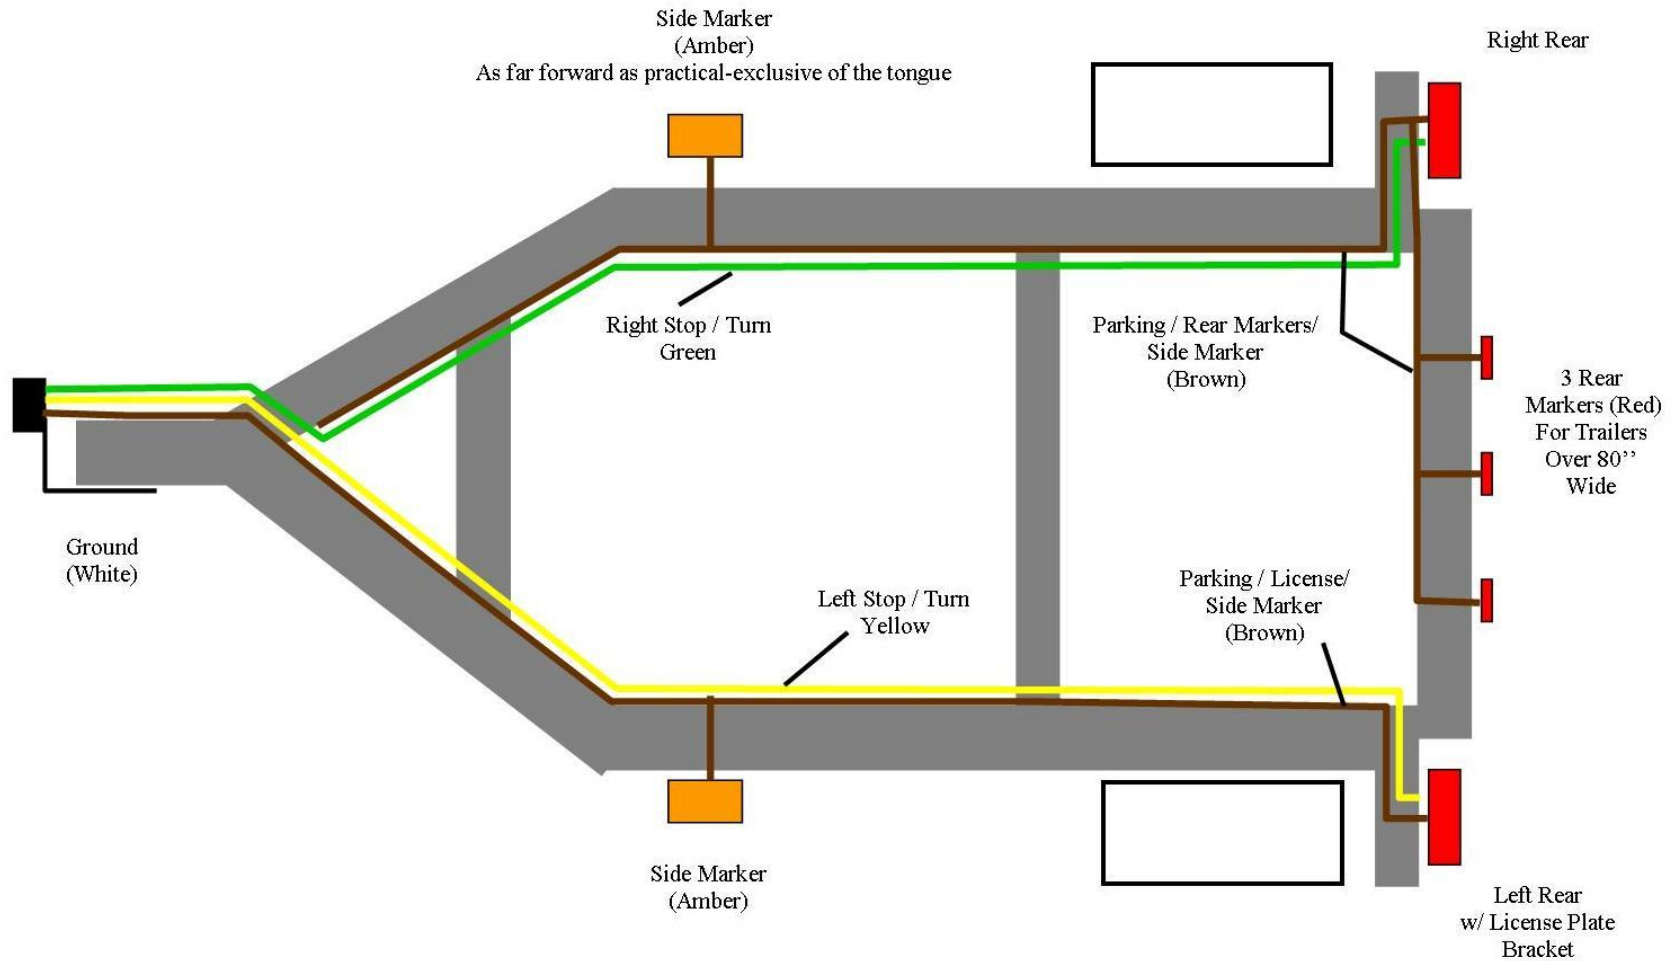 Side Marker
(Amber)
As far forward as practical-exclusive of the tongue
Right Rear
Right Stop / Turn
Green
Parking / Rear Markers/
Side Marker
(Brown)
3 Rear
Markers (Red)
For Trailers
Over 80’’
Wide
Ground
(White)
Left Stop / Turn
Yellow
Parking / License/
Side Marker
(Brown)
Side Marker
(Amber)
Left Rear
w/ License Plate
Bracket